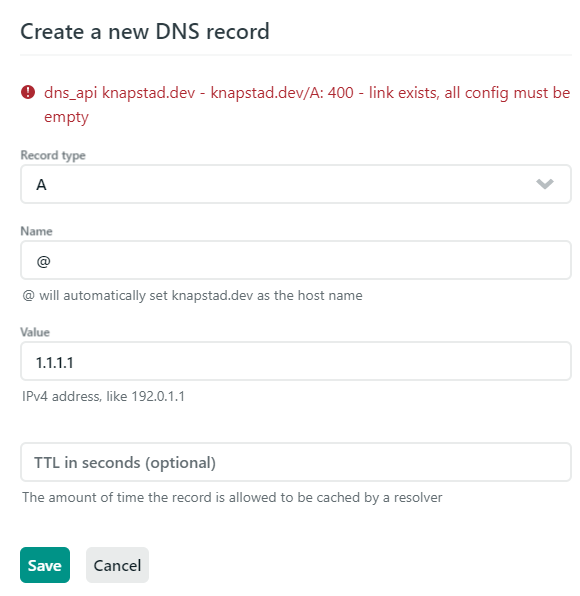 Create a new DNS record
dns_api knapstad.dev - knapstad.dev/A: 400 - link exists, all config must be
empty
Record type
A
Name
@
@ will automatically set knapstad.dev as the host name
Value
1.1.1.1
IPv4 address, like 192.0.1.1
TTL in seconds (optional)
The amount of time the record is allowed to be cached by a resolver
Save Cancel